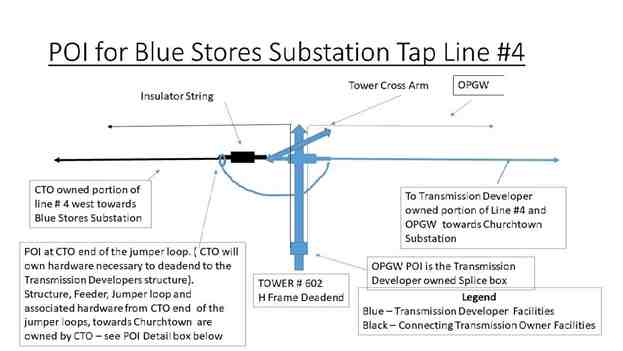 POI for Blue Stores Substation Tap Line #4
Tower Cross Arm
OPGW
Insulator String
CTO owned portion of
line # 4 west towards
Blue Stores Substation
To Transmission Developer
owned portion of Line #4 and
OPGW towards Churchtown
Substation
POI at CTO end of the jumper loop. ( CTO will
own hardware necessary to deadend to the
Transmission Developers structure).
Structure, Feeder, Jumper loop and
associated hardware from CTO end of the
jumper loops, towards Churchtown are
owned by CTO – see POI Detail box below
TOWER # 602
H Frame Deadend
OPGW POI is the Transmission
Developer owned Splice box
Legend
Blue – Transmission Developer Facilities
Black – Connecting Transmission Owner Facilities